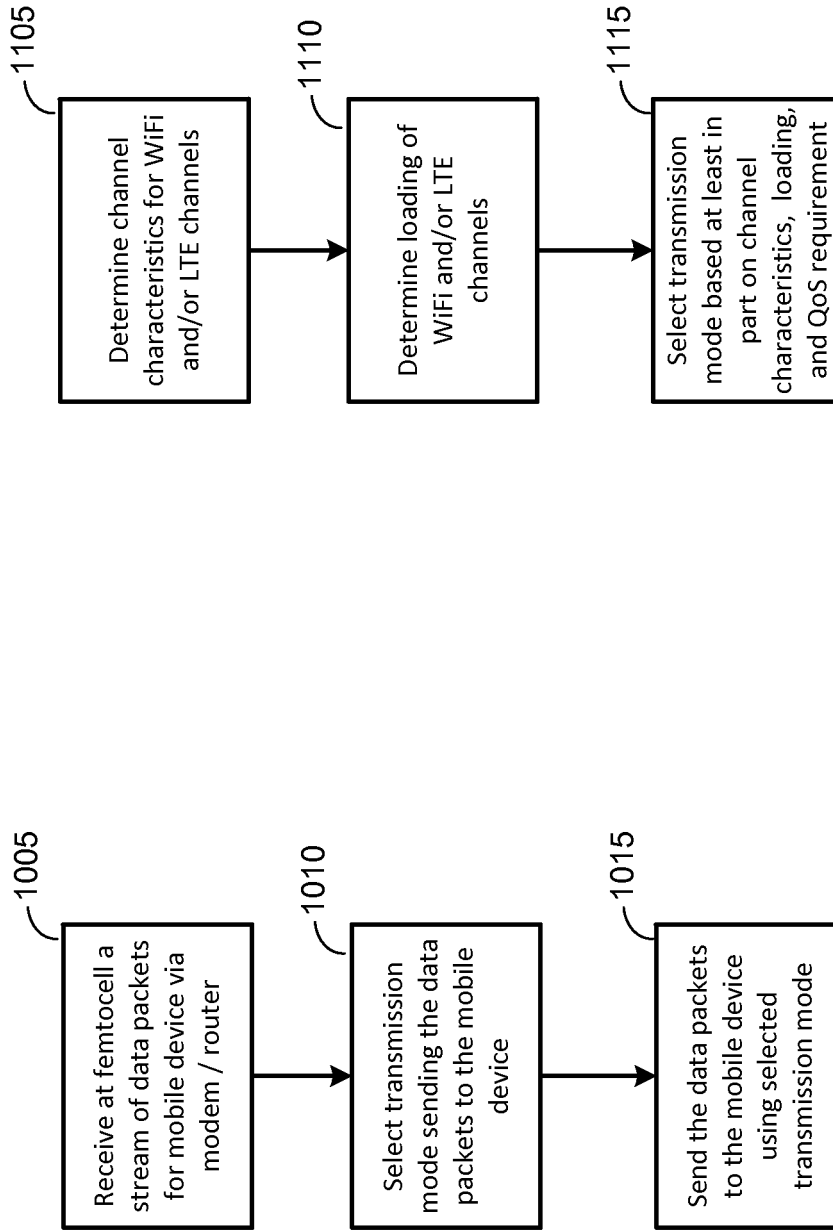 1005
Receive at femtocell a
stream of data packets
for mobile device via
modem / router
1010
Select transmission
mode sending the data
packets to the mobile
device
1015
Send the data packets
to the mobile device
using selected
transmission mode
1105
Determine channel
characteristics for WiFi
and/or LTE channels
1110
Determine loading of
WiFi and/or LTE
channels
1115
Select transmission
mode based at least in
part on channel
characteristics, loading,
and QoS requirement